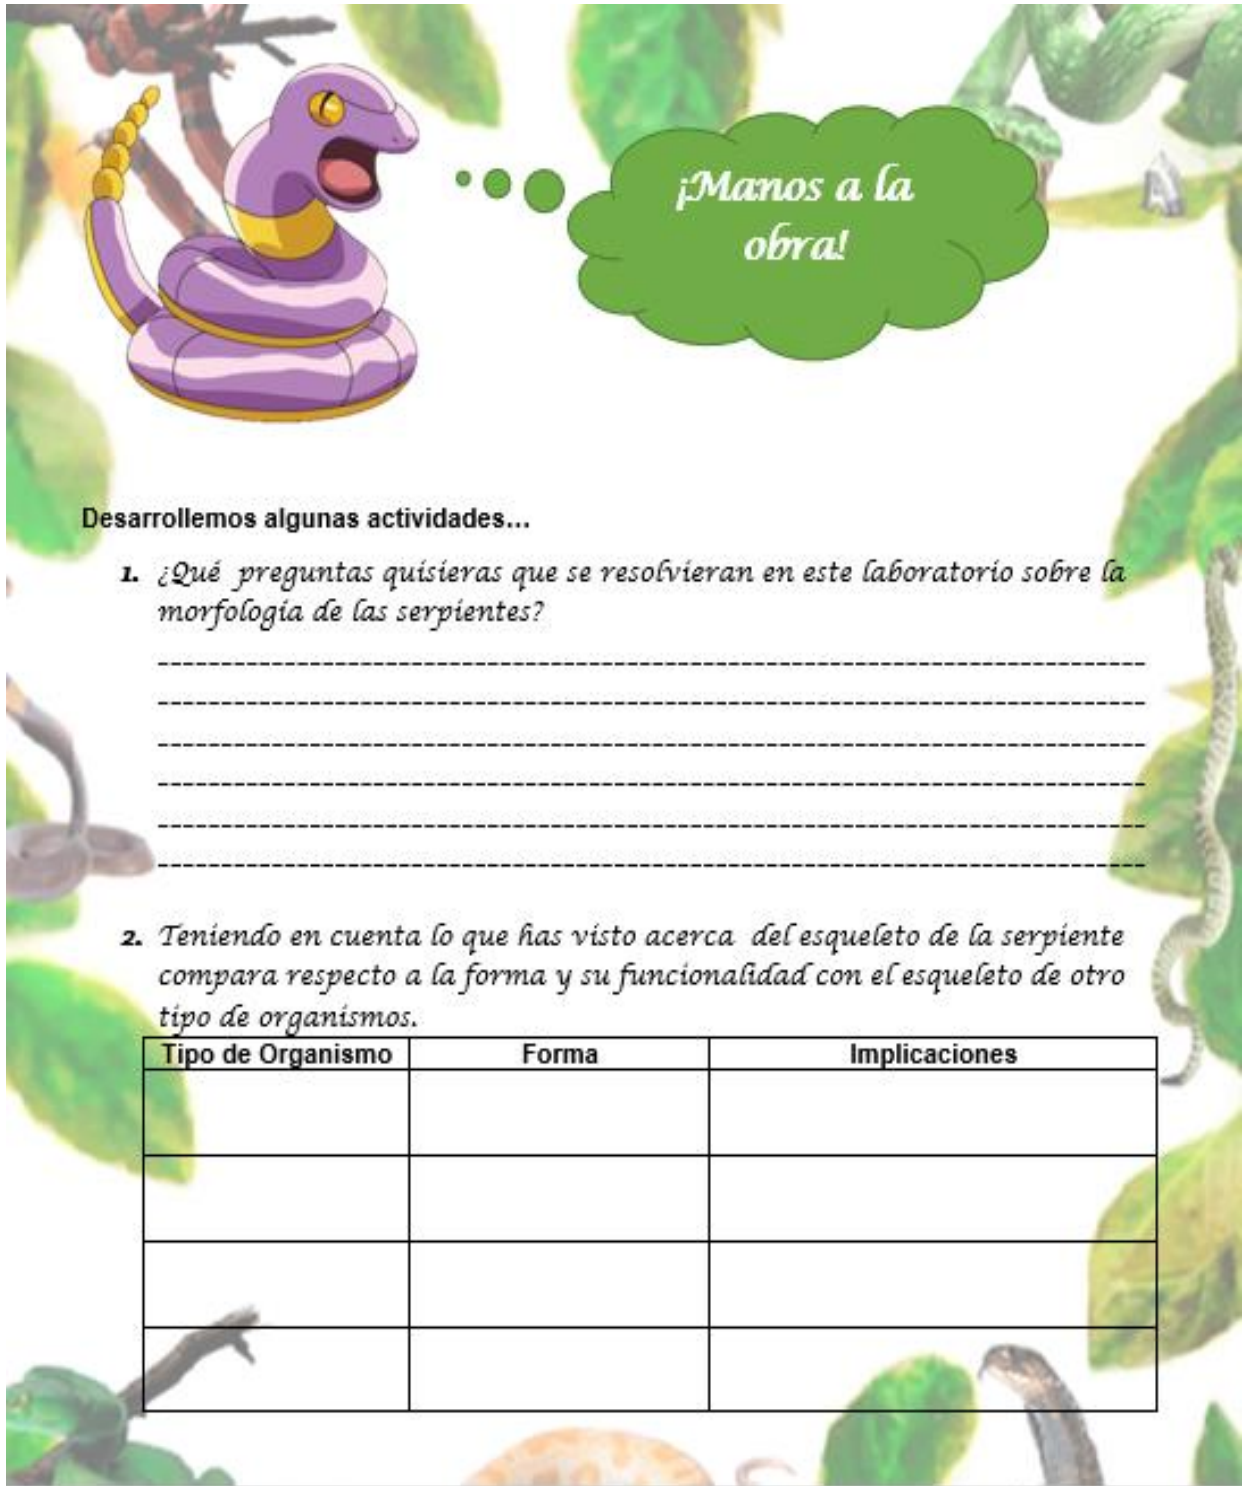 ¡Manos a la
obra!
Desarrollemos algunas actividades...
1. ¿Qué preguntas quisieras que se resolvieran en este laboratorio sobre la
morfología de las serpientes?
2. Teniendo en cuenta lo que has visto acerca del esqueleto de la serpiente
compara respecto a la forma y su funcionalidad con el esqueleto de otro
tipo de organismos.
Tipo de Organismo Forma Implicaciones